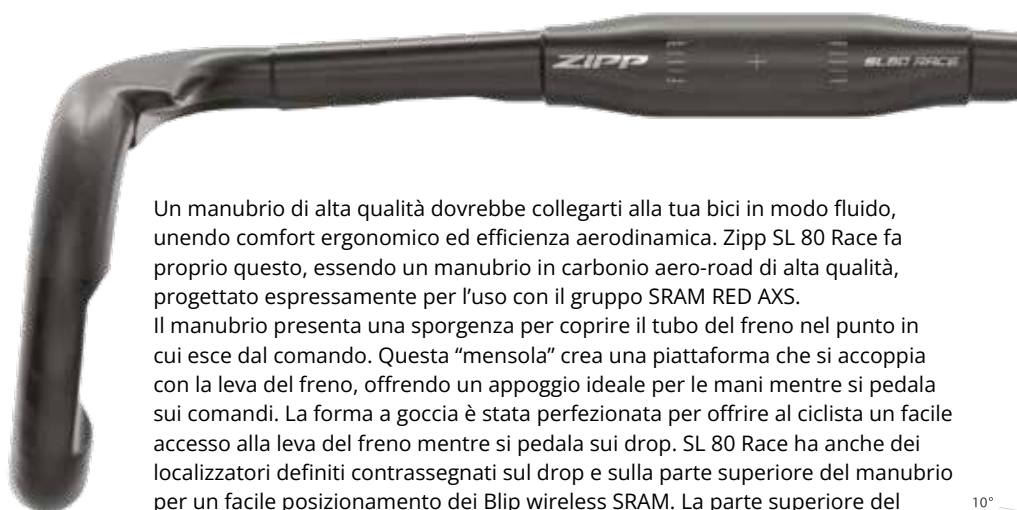 ZIPP
SL 80 RACE
Un manubrio di alta qualità dovrebbe collegarti alla tua bici in modo fluido,
unendo comfort ergonomico ed efficienza aerodinamica. Zipp SL 80 Race fa
proprio questo, essendo un manubrio in carbonio aero-road di alta qualità,
progettato espressamente per l’uso con il gruppo SRAM RED AXS.
Il manubrio presenta una sporgenza per coprire il tubo del freno nel punto in
cui esce dal comando. Questa “mensola” crea una piattaforma che si accoppia
con la leva del freno, offrendo un appoggio ideale per le mani mentre si pedala
sui comandi. La forma a goccia è stata perfezionata per offrire al ciclista un facile
accesso alla leva del freno mentre si pedala sui drop. SL 80 Race ha anche dei
localizzatori definiti contrassegnati sul drop e sulla parte superiore del manubrio
per un facile posizionamento dei Blip wireless SRAM. La parte superiore del
10°